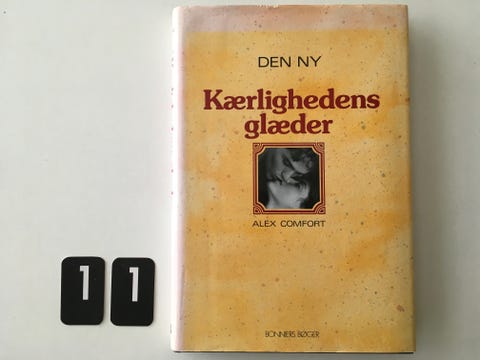 DEN NY
Kærlighedens
glæder
ALEX COMFORT
BONNIERS BØGER
1 1